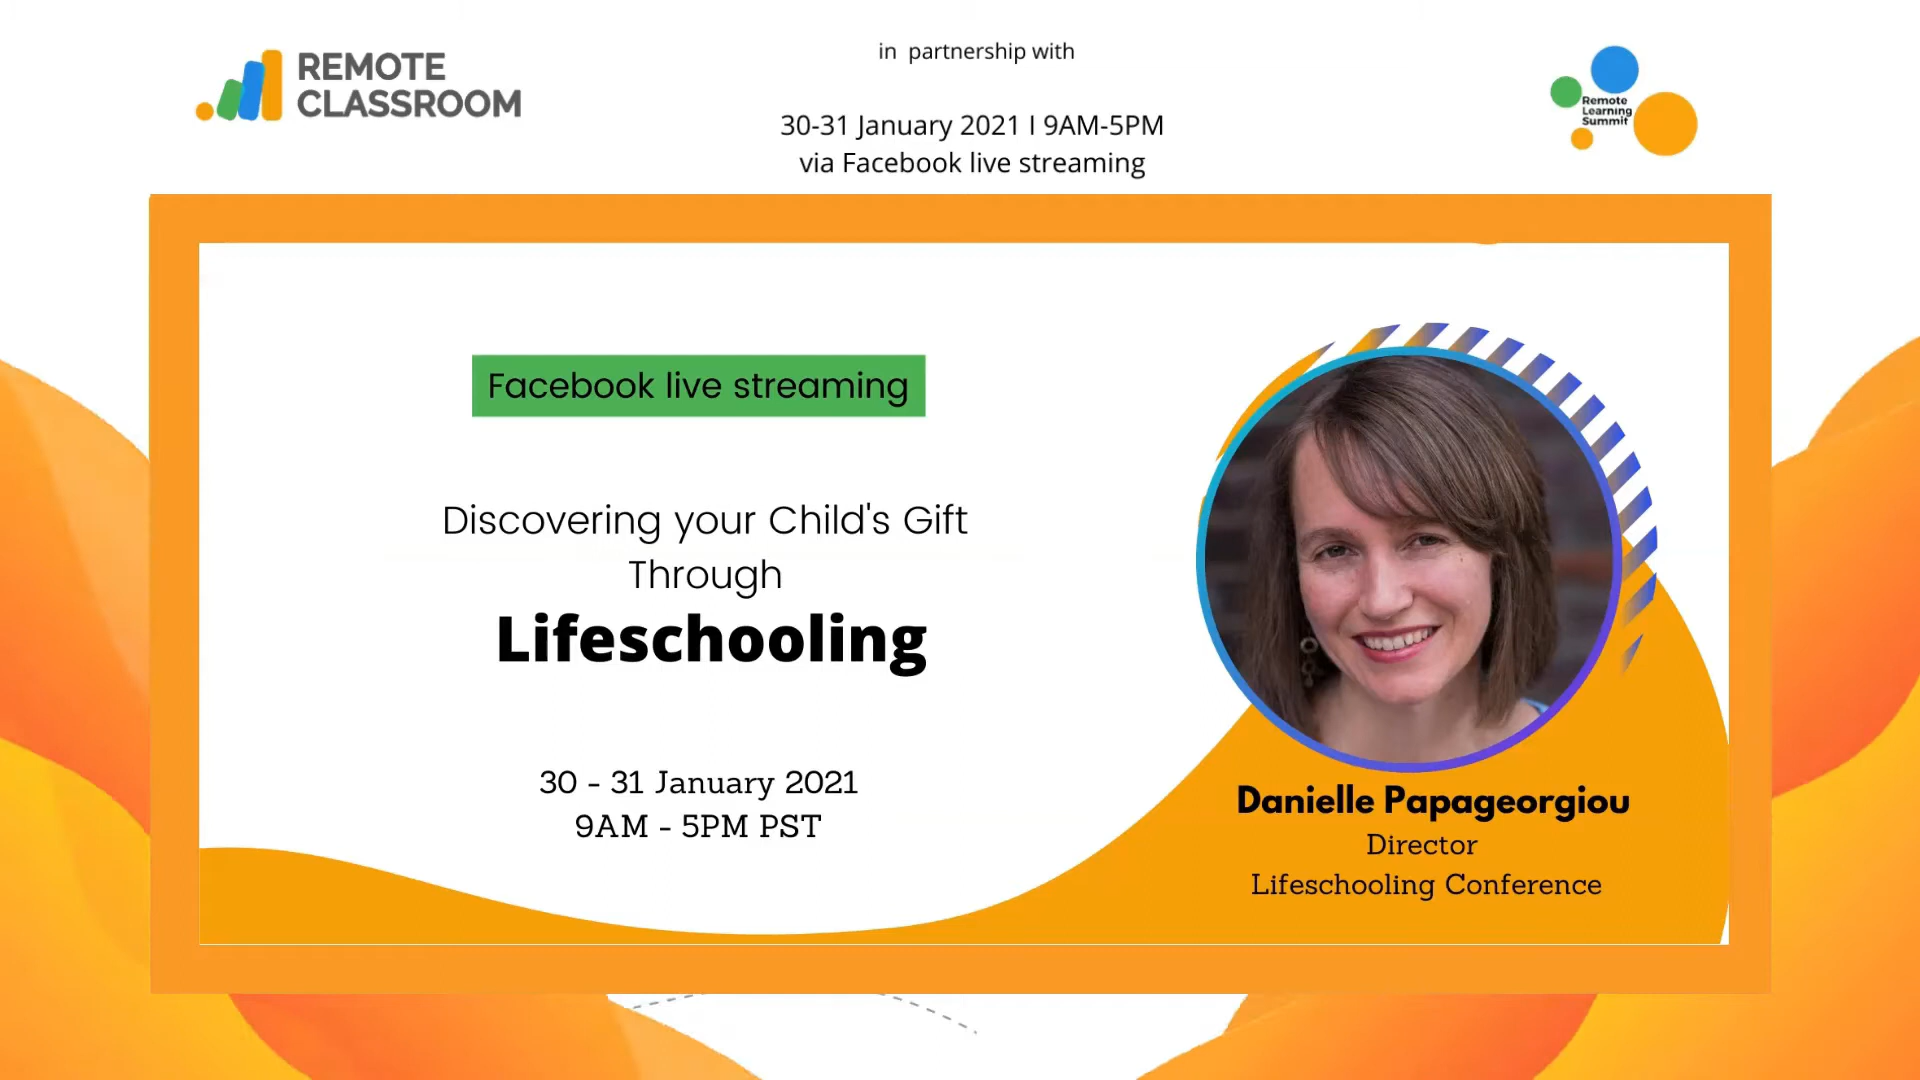 REMOTE
CLASSROOM
in partnership with
30-31 January 2021 I 9AM-5PM
via Facebook live streaming
Remote
Learning
Summit
Facebook live streaming
Discovering your Child's Gift
Through
Lifeschooling
30 - 31 January 2021
9AM - 5PM PST
Danielle Papageorgiou
Director
Lifeschooling Conference